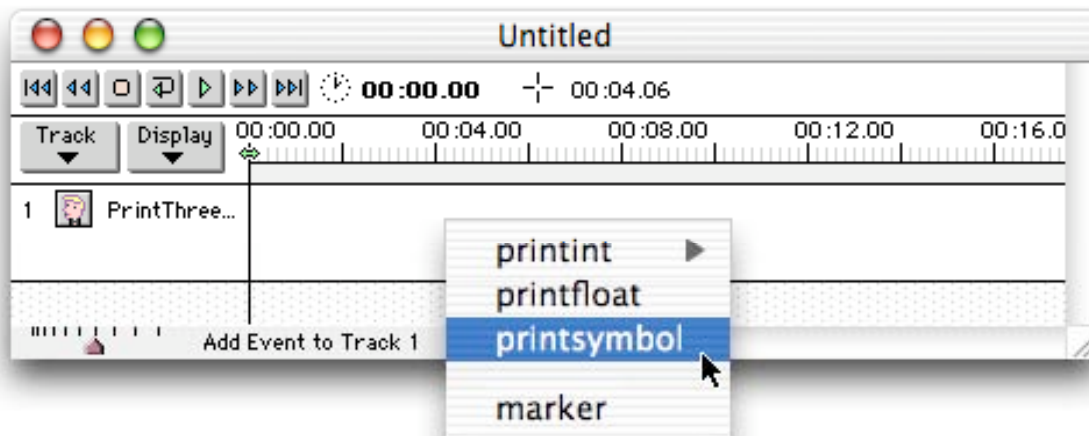 Untitled
00:00.00 00:04.06
Track Display 00:00.00 00:04.00 00:08.00 00:12.00 00:16.0
1 PrintThree...
printint
printfloat
printsymbol
Add Event to Track 1
marker